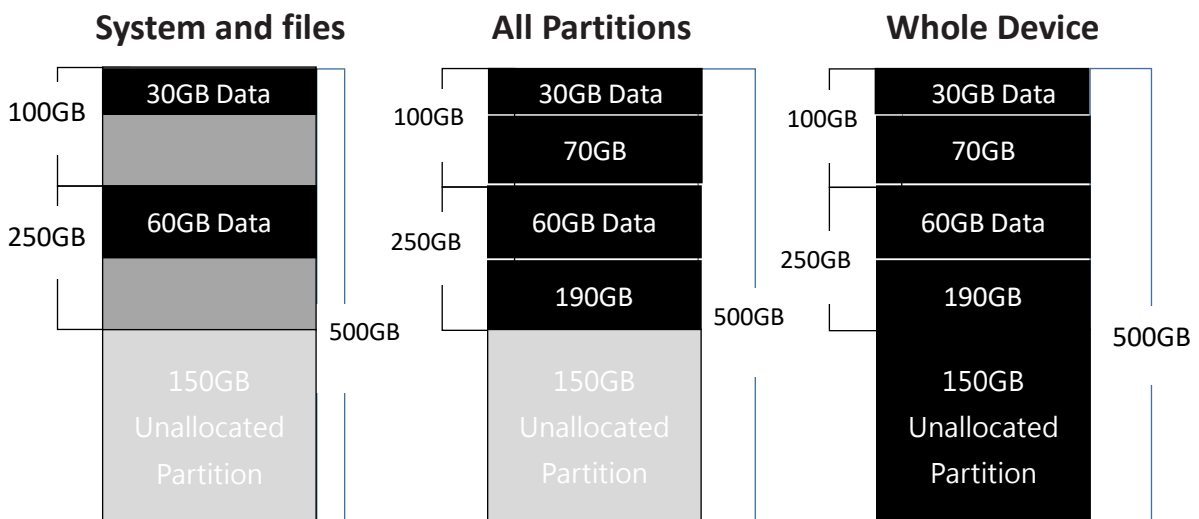 System and files
100GB
30GB Data
250GB
60GB Data
500GB
150GB
Unallocated
Partition
All Partitions
100GB
30GB Data
70GB
250GB
60GB Data
190GB
500GB
150GB
Unallocated
Partition
Whole Device
100GB
30GB Data
70GB
250GB
60GB Data
190GB
500GB
150GB
Unallocated
Partition